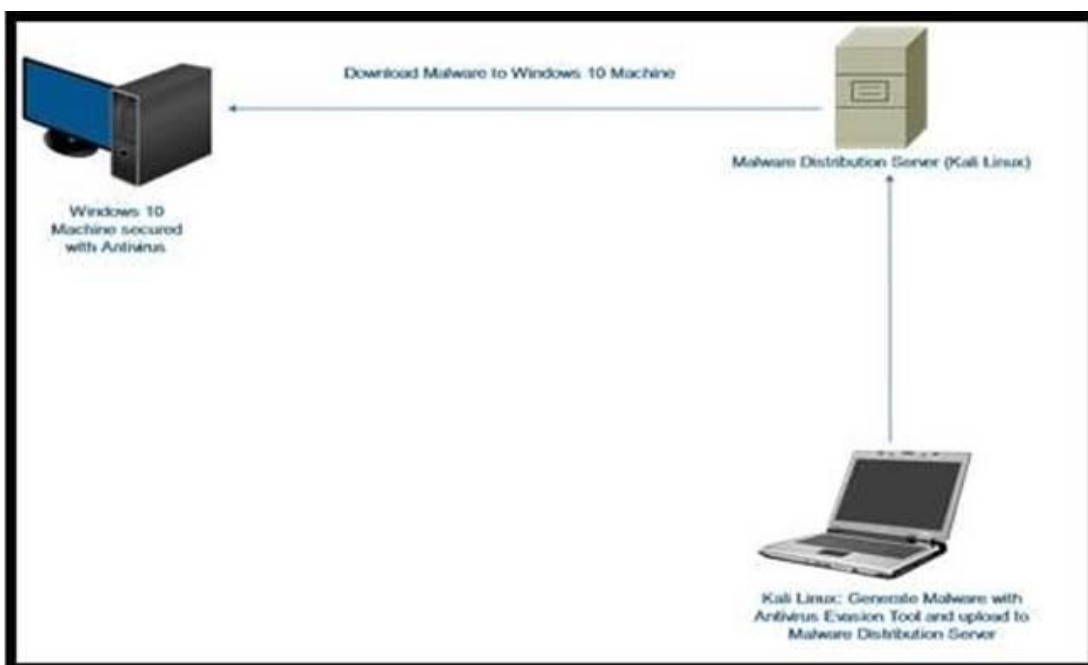 Download Malware to Windows 10 Machine
Malware Distribution Server (Kali Linux)
Windows 10
Machine secured
with Antivirus
Kali Linux: Generate Malware with
Antivirus Evasion Tool and upload to
Malware Distribution Server